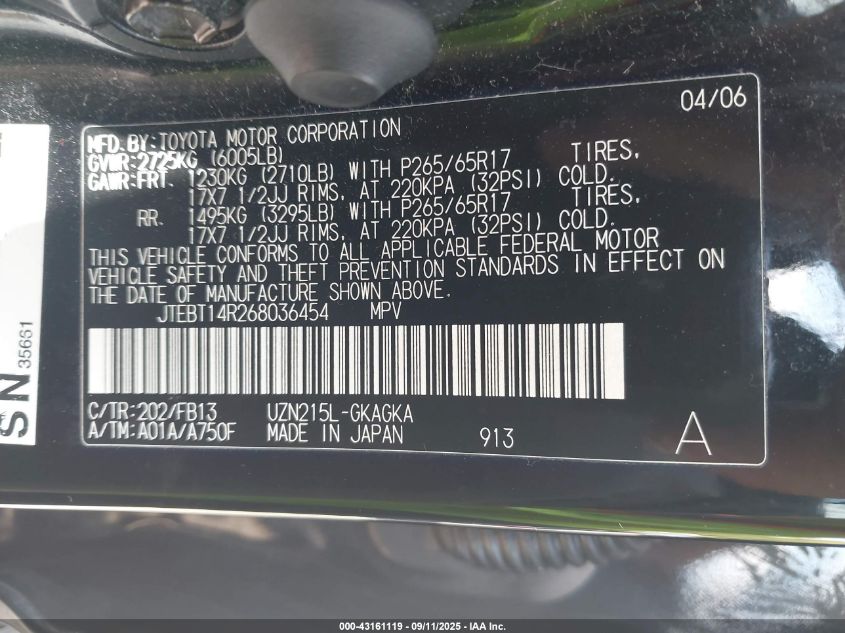 04/06
MFD. BY: TOYOTA MOTOR CORPORATION
GVWR: 2725KG (6005LB)
GAWR: FRT. 1230KG (2710LB) WITH P265/65R17 TIRES,
17X7 1/2JJ RIMS, AT 220KPA (32PSI) COLD.
RR. 1495KG (3295LB) WITH P265/65R17 TIRES,
17X7 1/2JJ RIMS, AT 220KPA (32PSI) COLD.
THIS VEHICLE CONFORMS TO ALL APPLICABLE FEDERAL MOTOR
VEHICLE SAFETY AND THEFT PREVENTION STANDARDS IN EFFECT ON
THE DATE OF MANUFACTURE SHOWN ABOVE.
JTEBT14R268036454 MPV
C/TR: 202/FB13 UZN215L-GKAGKA
A/TM: A01A/A750F MADE IN JAPAN 913 A
SN
35661
000-43161119 - 09/11/2025 - IAA Inc.